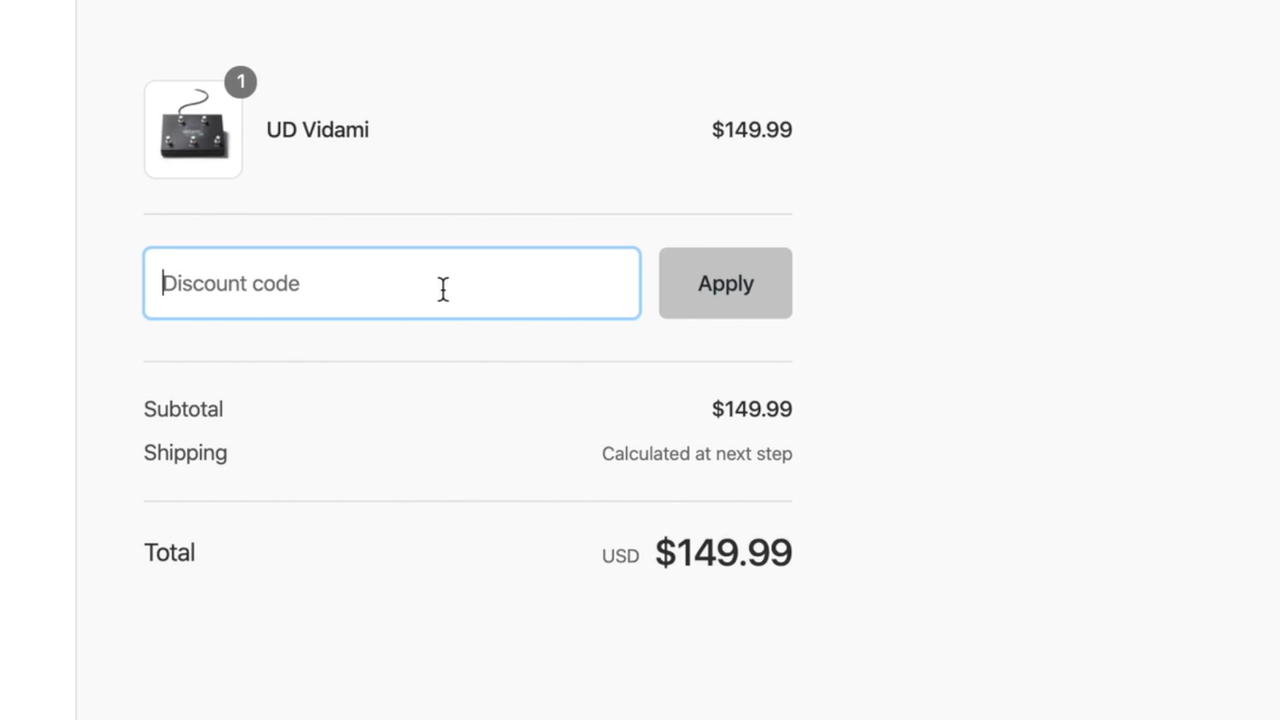 1
UD Vidami $149.99
Discount code
Apply
Subtotal $149.99
Shipping Calculated at next step
Total USD $149.99